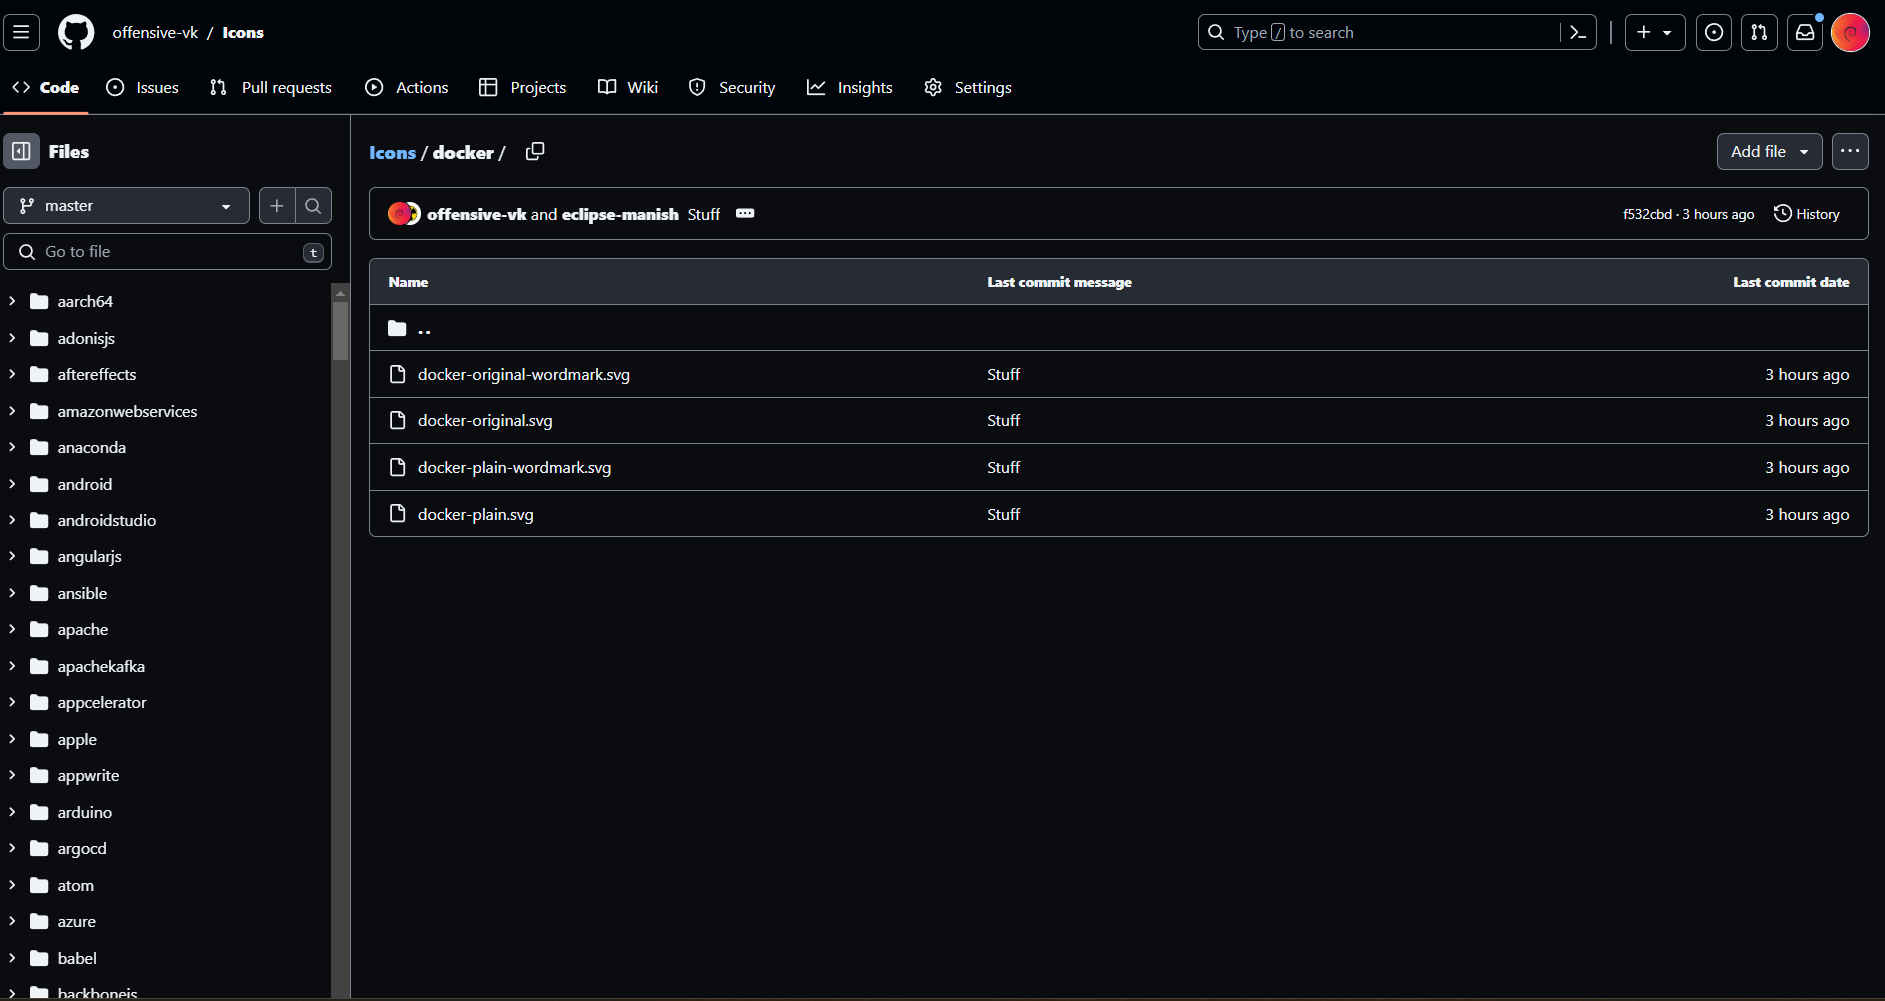 offensive-vk / Icons
Type / to search
Code
Issues
Pull requests
Actions
Projects
Wiki
Security
Insights
Settings
Files
master
Go to file
t
aarch64
adonisjs
aftereffects
amazonwebservices
anaconda
android
androidstudio
angularjs
ansible
apache
apachekafka
appcelerator
apple
appwrite
arduino
argocd
atom
azure
babel
backbonejs
Icons / docker /
Add file
offensive-vk and eclipse-manish Stuff
f532cbd · 3 hours ago
History
Name Last commit message Last commit date
..
docker-original-wordmark.svg Stuff 3 hours ago
docker-original.svg Stuff 3 hours ago
docker-plain-wordmark.svg Stuff 3 hours ago
docker-plain.svg Stuff 3 hours ago